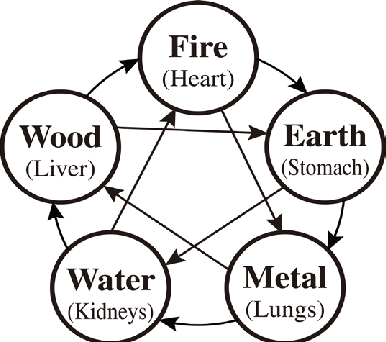 Fire
(Heart)
Wood
(Liver)
Earth
(Stomach)
Water
(Kidneys)
Metal
(Lungs)